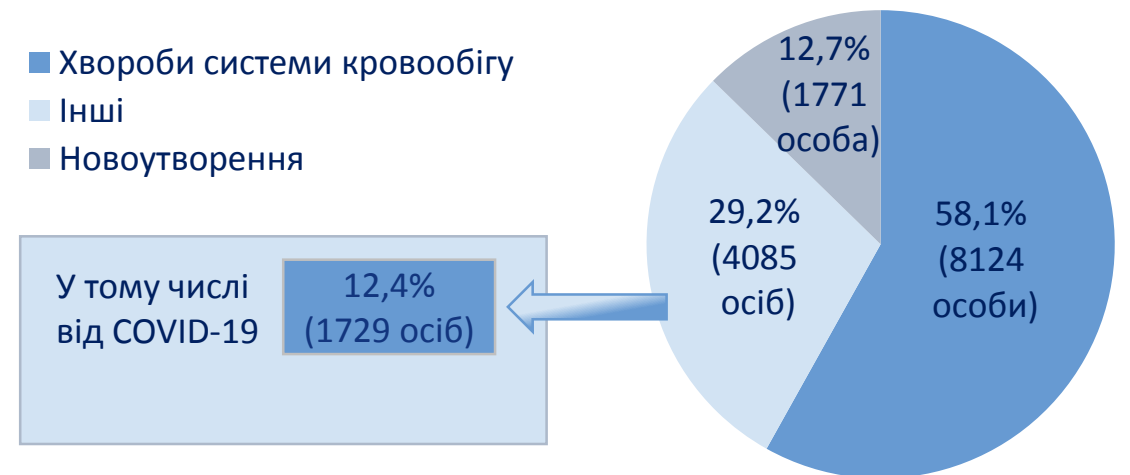 Хвороби системи кровообігу
Інші
Новоутворення
12,7%
(1771
особа)
29,2%
(4085
осіб)
58,1%
(8124
особи)
У тому числі
від COVID-19
12,4%
(1729 осіб)